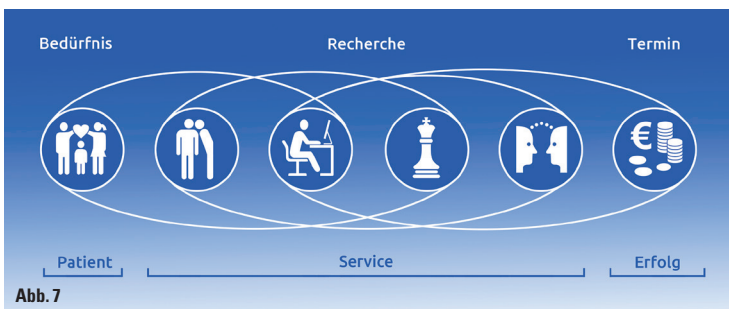 Bedürfnis
Recherche
Termin
€
Patient
Service
Erfolg
Abb. 7